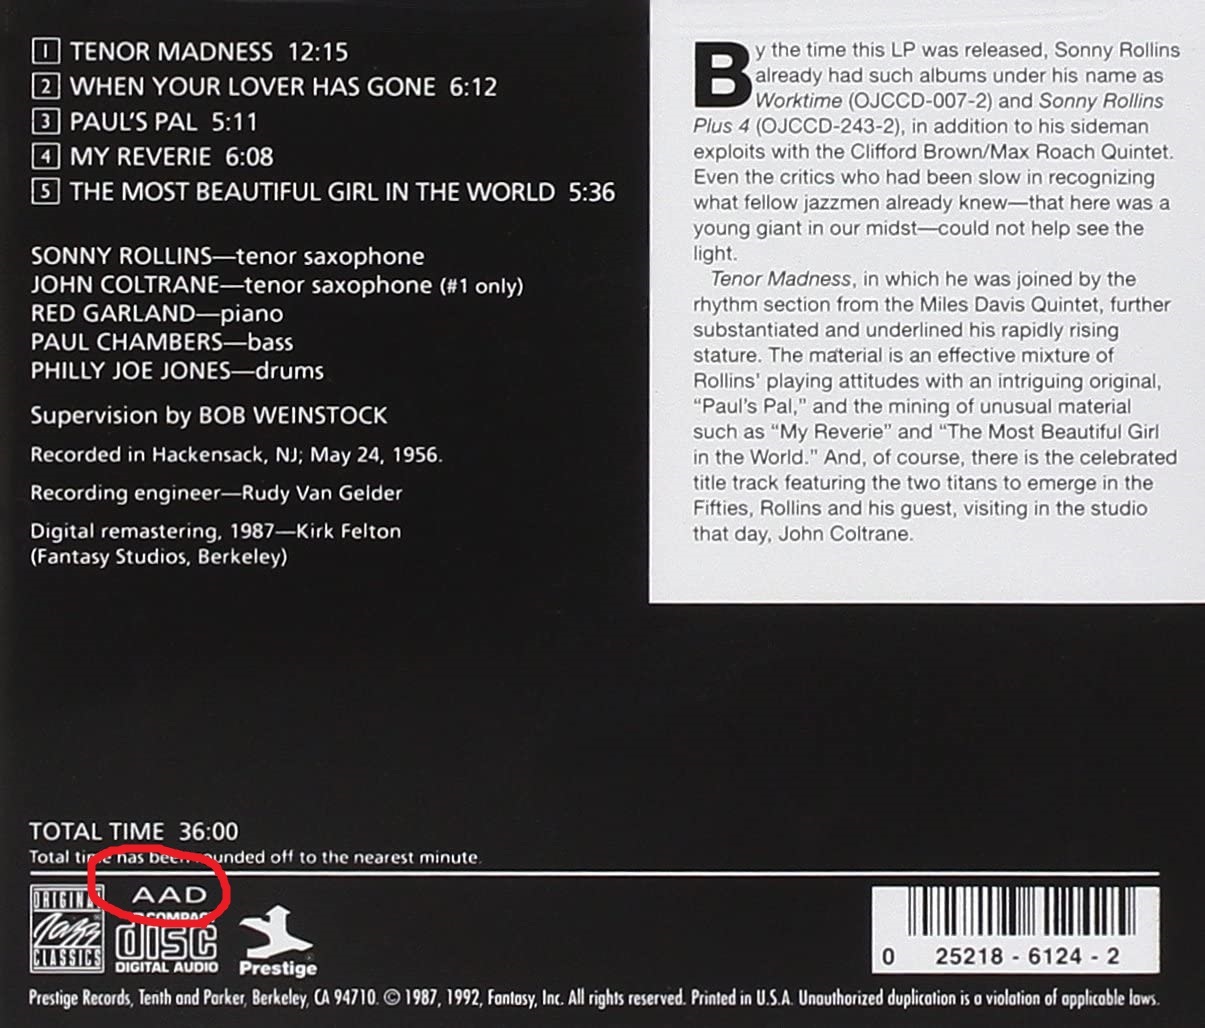 1 TENOR MADNESS 12:15
2 WHEN YOUR LOVER HAS GONE 6:12
3 PAUL'S PAL 5:11
4 MY REVERIE 6:08
5 THE MOST BEAUTIFUL GIRL IN THE WORLD 5:36
SONNY ROLLINS—tenor saxophone
JOHN COLTRANE—tenor saxophone (#1 only)
RED GARLAND—piano
PAUL CHAMBERS—bass
PHILLY JOE JONES—drums
Supervision by BOB WEINSTOCK
Recorded in Hackensack, NJ; May 24, 1956.
Recording engineer—Rudy Van Gelder
Digital remastering, 1987—Kirk Felton
(Fantasy Studios, Berkeley)
By the time this LP was released, Sonny Rollins
already had such albums under his name as
Worktime (OJCCD-007-2) and Sonny Rollins
Plus 4 (OJCCD-243-2), in addition to his sideman
exploits with the Clifford Brown/Max Roach Quintet.
Even the critics who had been slow in recognizing
what fellow jazzmen already knew—that here was a
young giant in our midst—could not help see the
light.
Tenor Madness, in which he was joined by the
rhythm section from the Miles Davis Quintet, further
substantiated and underlined his rapidly rising
stature. The material is an effective mixture of
Rollins' playing attitudes with an intriguing original,
“Paul's Pal,” and the mining of unusual material
such as “My Reverie” and “The Most Beautiful Girl
in the World.” And, of course, there is the celebrated
title track featuring the two titans to emerge in the
Fifties, Rollins and his guest, visiting in the studio
that day, John Coltrane.
TOTAL TIME 36:00
Total time has been rounded off to the nearest minute.
ORIGINAL
Jazz
CLASSICS
AAD
COMPACT
disc
DIGITAL AUDIO
Prestige
0 25218 - 6124 - 2
Prestige Records, Tenth and Parker, Berkeley, CA 94710. © 1987, 1992, Fantasy, Inc. All rights reserved. Printed in U.S.A. Unauthorized duplication is a violation of applicable laws.